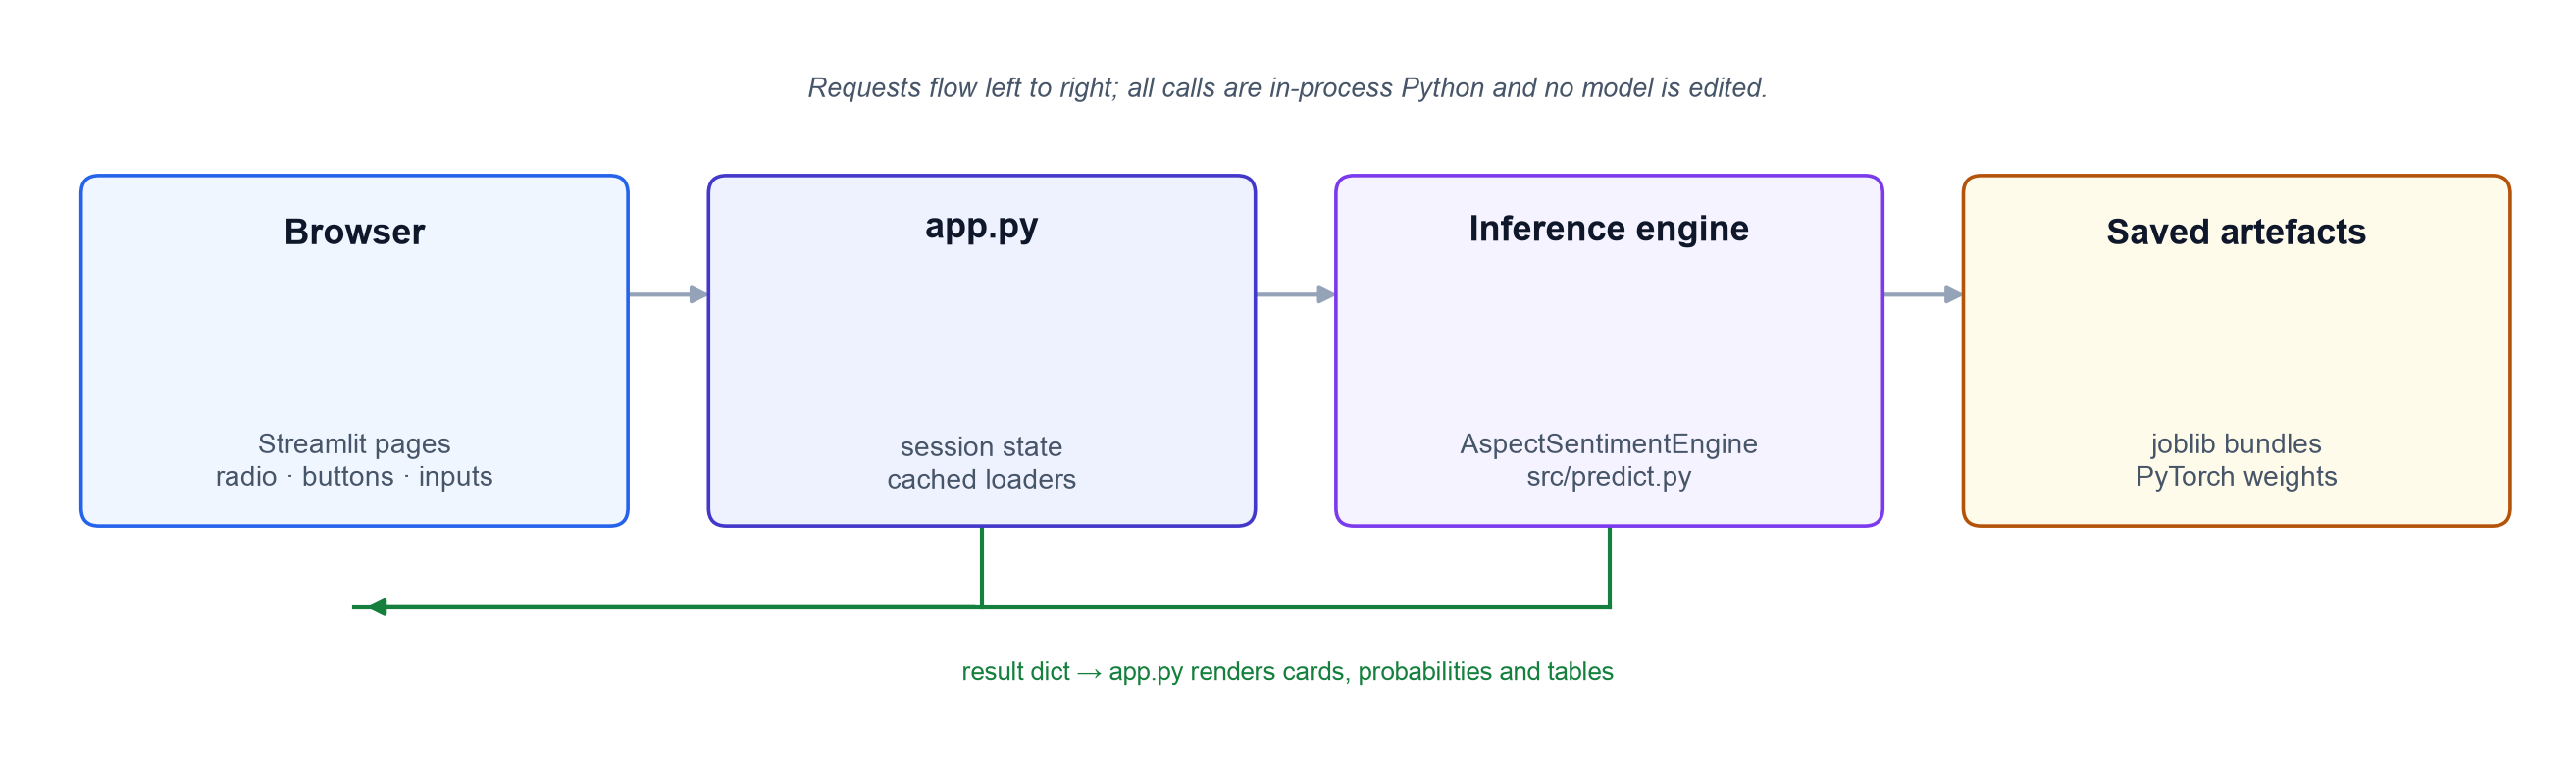 Requests flow left to right; all calls are in-process Python and no model is edited.
Browser
Streamlit pages
radio · buttons · inputs
app.py
session state
cached loaders
Inference engine
AspectSentimentEngine
src/predict.py
Saved artefacts
joblib bundles
PyTorch weights
result dict → app.py renders cards, probabilities and tables